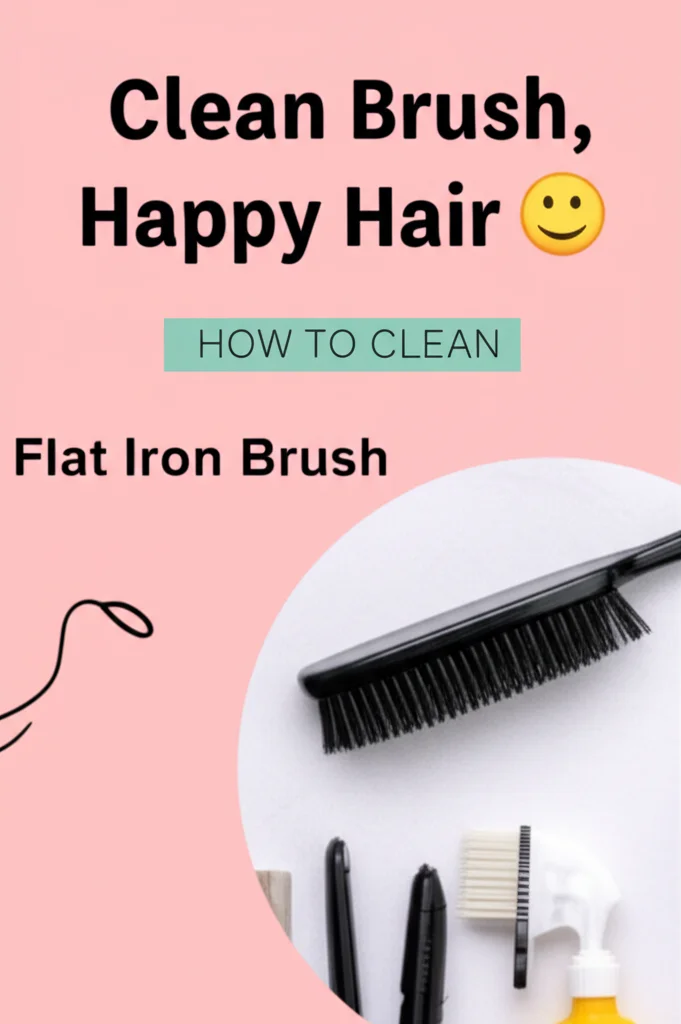 Clean Brush,
Happy Hair 🙂
HOW TO CLEAN
Flat Iron Brush